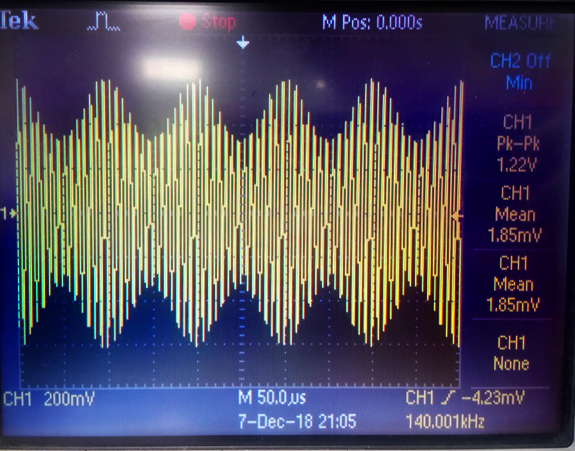 Tek Stop M Pos: 0.000s MEASURE
CH2 Off
Min
CH1
Pk-Pk
1.22V
CH1
Mean
1.85mV
CH1
Mean
1.85mV
CH1
None
1
CH1 200mV M 50.0µs CH1 -4.23mV
7-Dec-18 21:05 140.001kHz